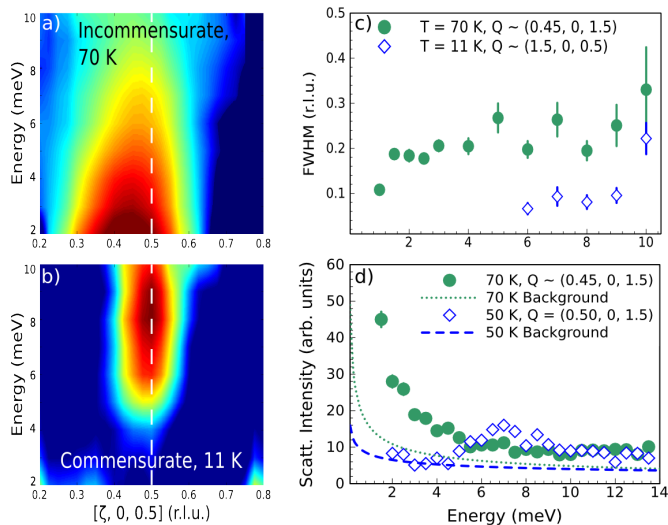 a)
Incommensurate,
70 K
Energy (meV)
10
8
6
4
2
0.2 0.3 0.4 0.5 0.6 0.7 0.8
b)
Energy (meV)
10
8
6
4
2
Commensurate, 11 K
0.2 0.3 0.4 0.5 0.6 0.7 0.8
[ζ, 0, 0.5] (r.l.u.)
c)
T = 70 K, Q ~ (0.45, 0, 1.5)
T = 11 K, Q ~ (1.5, 0, 0.5)
FWHM (r.l.u.)
0.5
0.4
0.3
0.2
0.1
2 4 6 8 10
d)
70 K, Q ~ (0.45, 0, 1.5)
70 K Background
50 K, Q = (0.50, 0, 1.5)
50 K Background
Scatt. Intensity (arb. units)
60
50
40
30
20
10
0
2 4 6 8 10 12 14
Energy (meV)